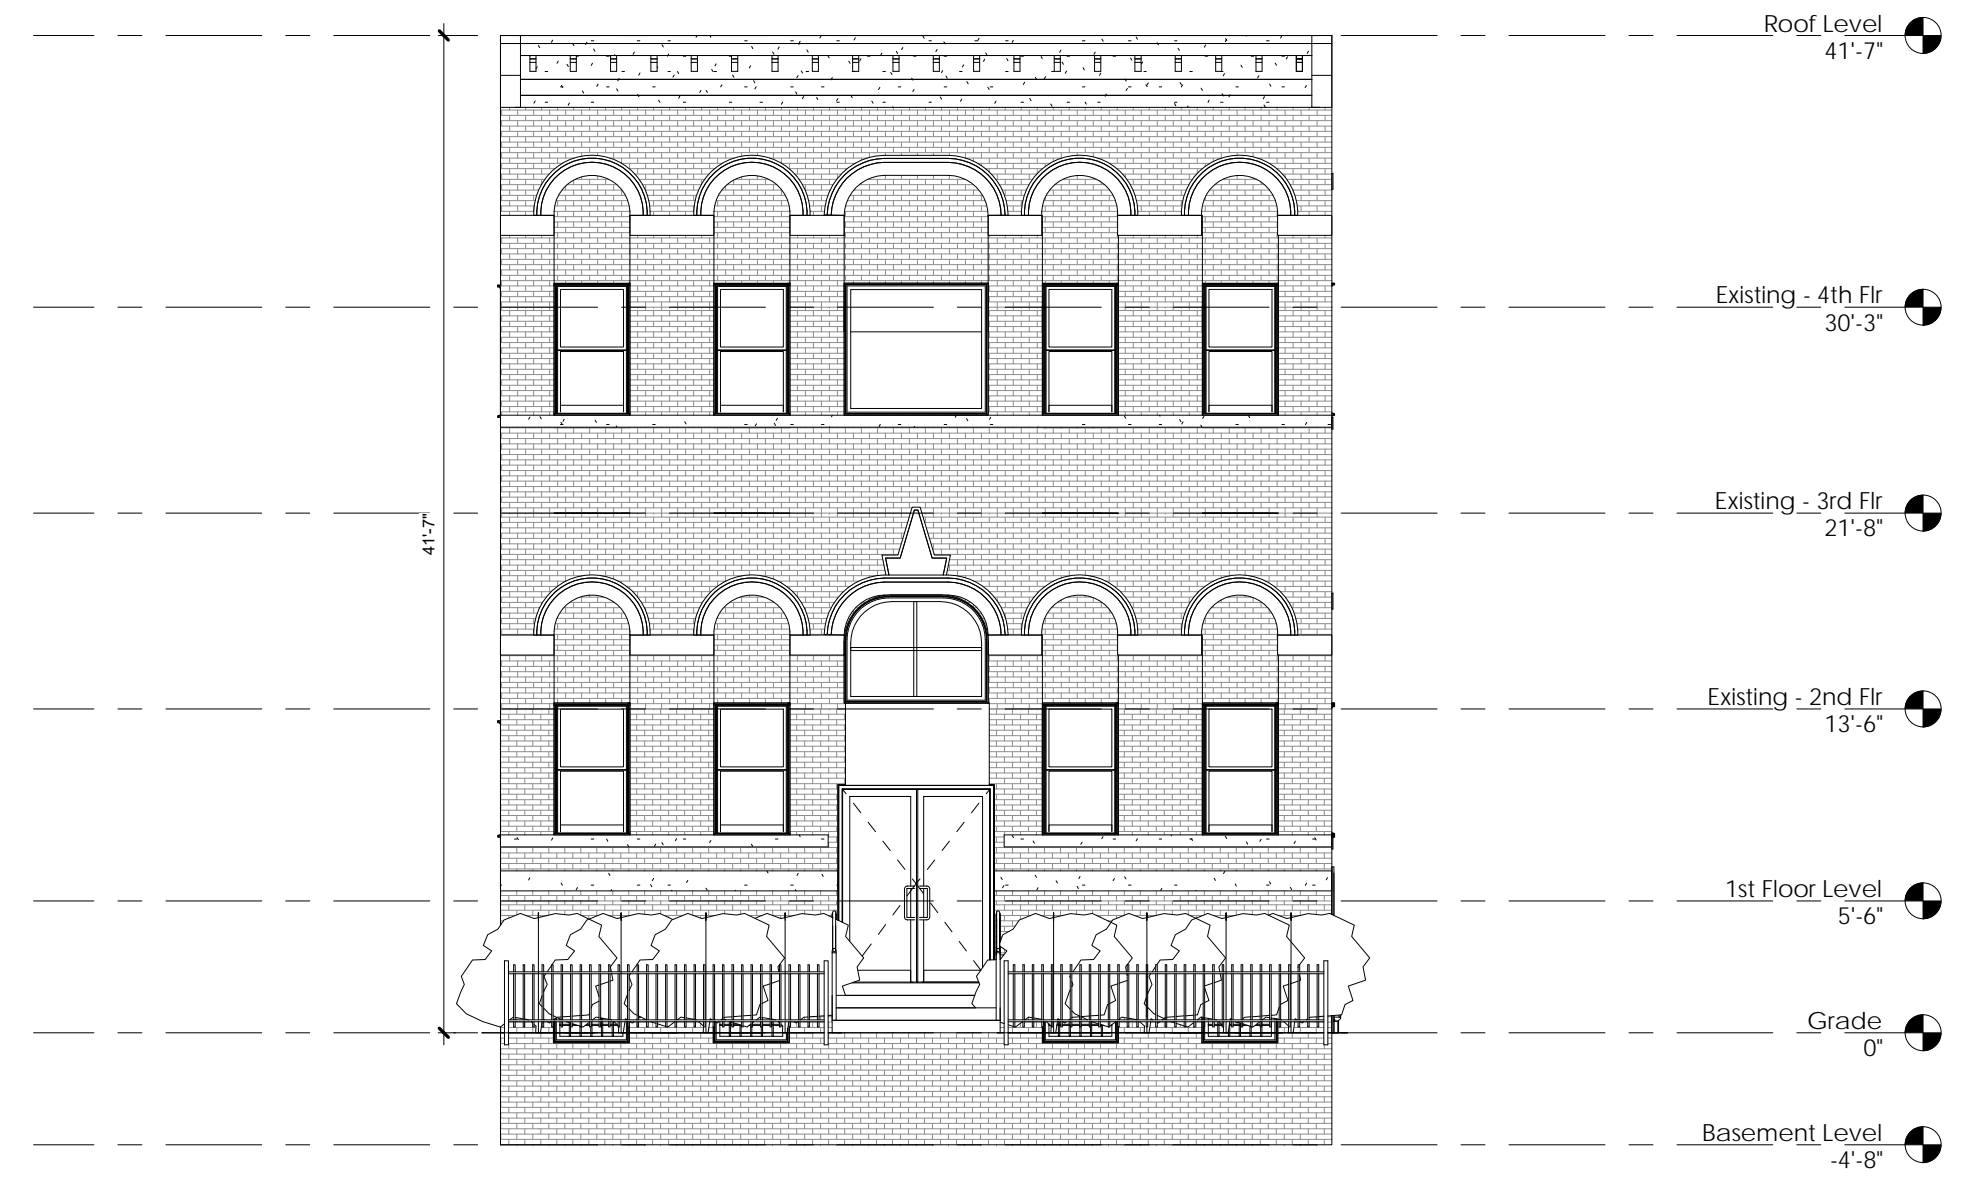 Roof Level
41'-7"
Existing - 4th Flr
30'-3"
Existing - 3rd Flr
21'-8"
41'-7"
Existing - 2nd Flr
13'-6"
1st Floor Level
5'-6"
Grade
0"
Basement Level
-4'-8"